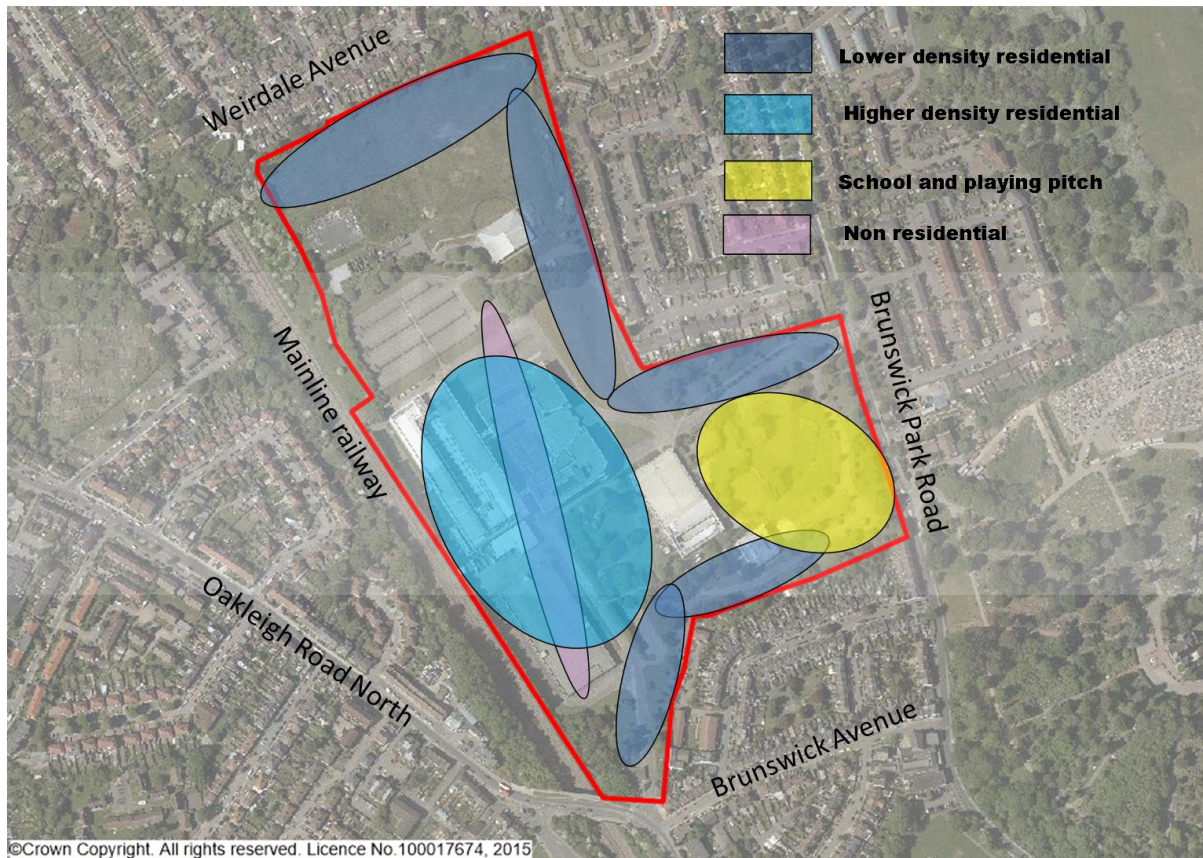 Weirdale Avenue
Lower density residential
Higher density residential
School and playing pitch
Non residential
Mainline railway
Brunswick Park Road
Oakleigh Road North
Brunswick Avenue
©Crown Copyright. All rights reserved. Licence No.100017674, 2015